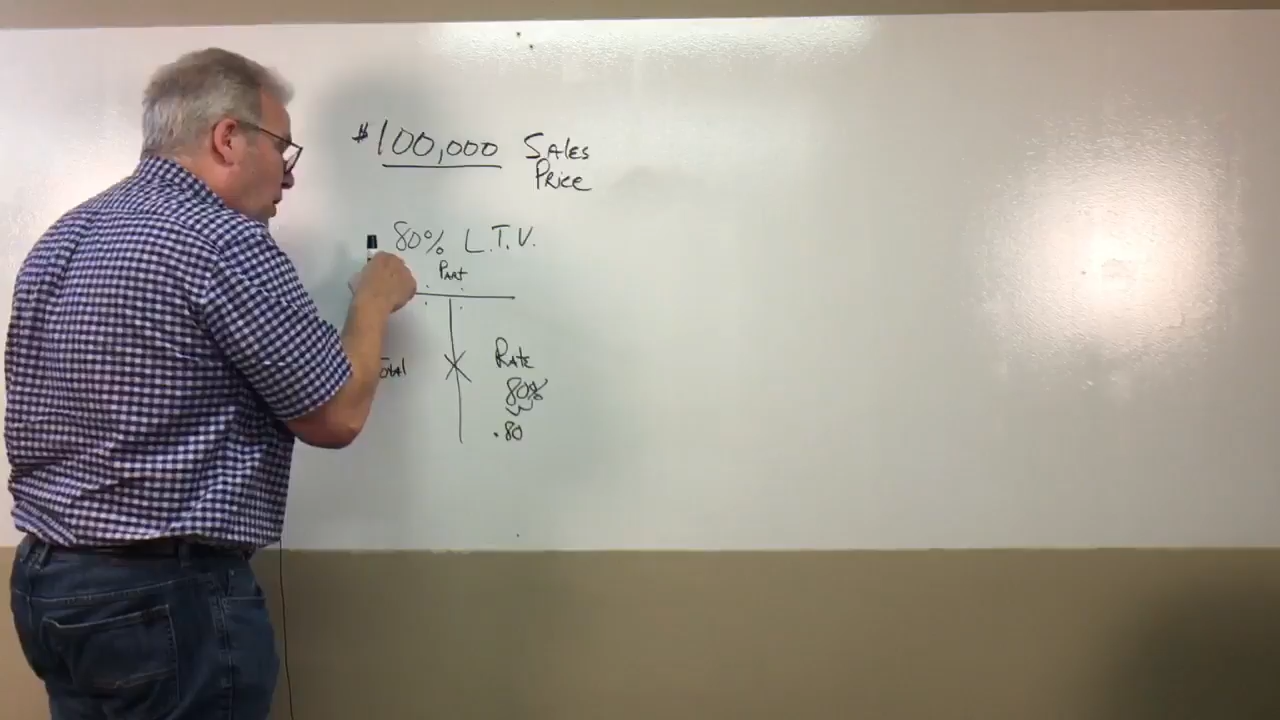 $100,000 Sales
Price
80% L.T.V.
Part
Total Rate
80%
.80